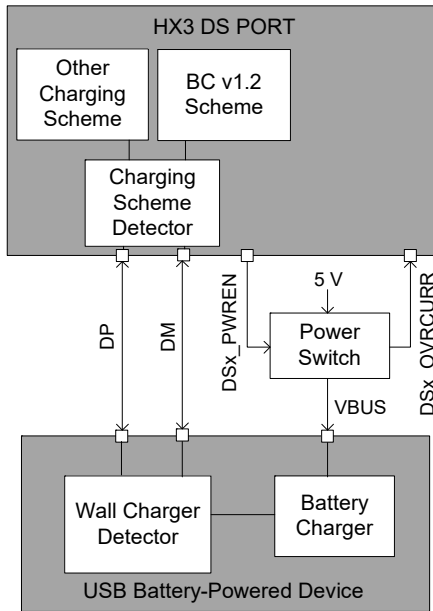 HX3 DS PORT
Other
Charging
Scheme
BC v1.2
Scheme
Charging
Scheme
Detector
DP
DM
DSx_PWREN
5 V
Power
Switch
DSx_OVRCURR
VBUS
Wall Charger
Detector
Battery
Charger
USB Battery-Powered Device